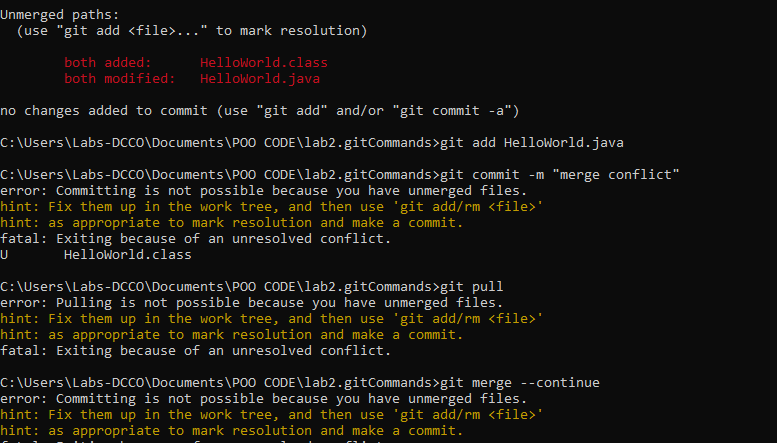 Unmerged paths:
(use "git add <file>..." to mark resolution)
both added: HelloWorld.class
both modified: HelloWorld.java
no changes added to commit (use "git add" and/or "git commit -a")
C:\Users\Labs-DCCO\Documents\POO CODE\lab2.gitCommands>git add HelloWorld.java
C:\Users\Labs-DCCO\Documents\POO CODE\lab2.gitCommands>git commit -m "merge conflict"
error: Committing is not possible because you have unmerged files.
hint: Fix them up in the work tree, and then use 'git add/rm <file>'
hint: as appropriate to mark resolution and make a commit.
fatal: Exiting because of an unresolved conflict.
U HelloWorld.class
C:\Users\Labs-DCCO\Documents\POO CODE\lab2.gitCommands>git pull
error: Pulling is not possible because you have unmerged files.
hint: Fix them up in the work tree, and then use 'git add/rm <file>'
hint: as appropriate to mark resolution and make a commit.
fatal: Exiting because of an unresolved conflict.
C:\Users\Labs-DCCO\Documents\POO CODE\lab2.gitCommands>git merge --continue
error: Committing is not possible because you have unmerged files.
hint: Fix them up in the work tree, and then use 'git add/rm <file>'
hint: as appropriate to mark resolution and make a commit.